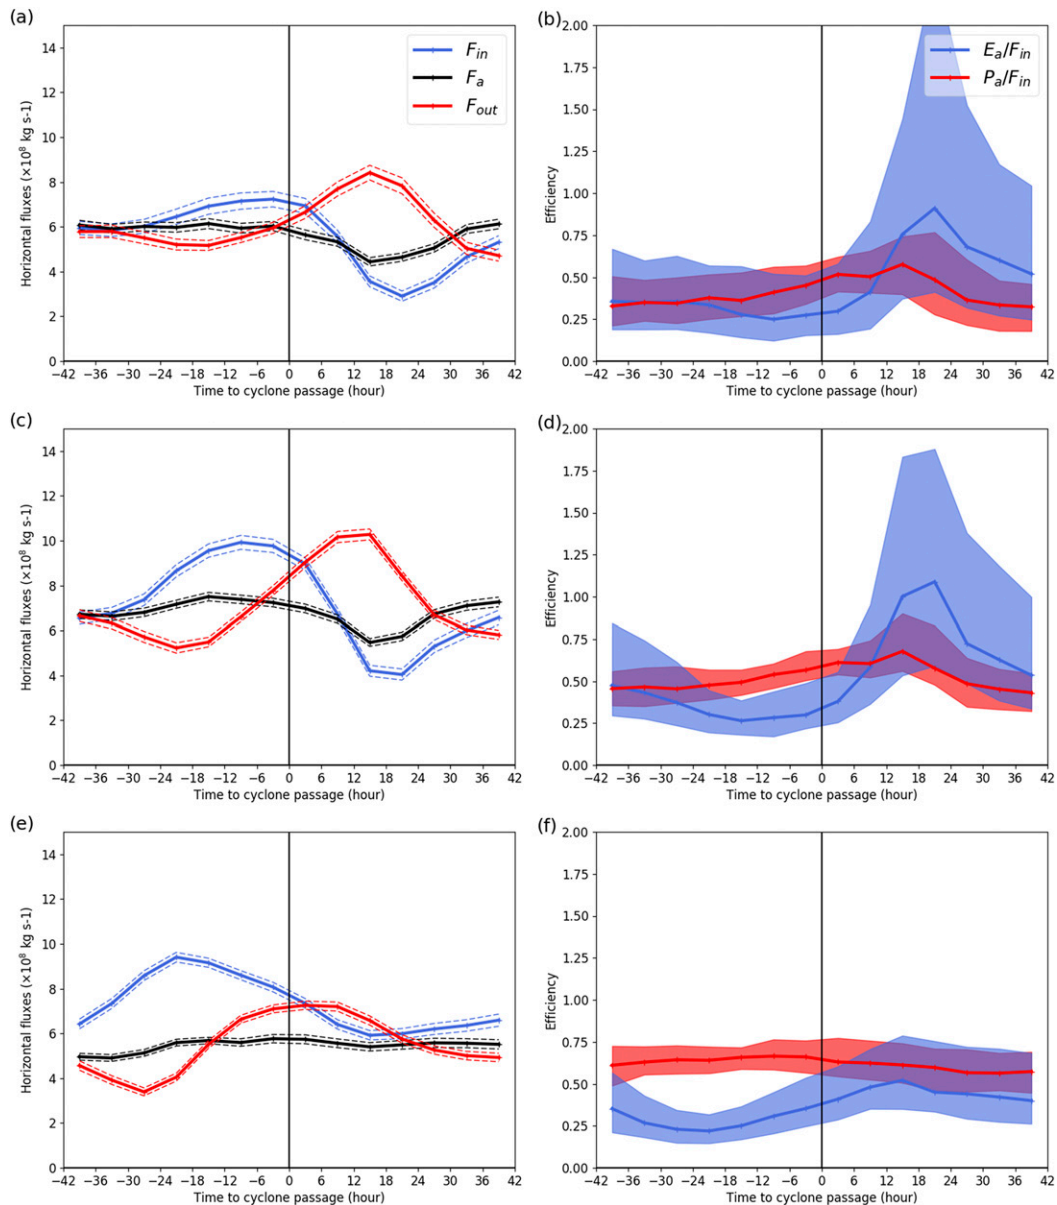 (a)
14
12
10
8
6
4
2
0
Horizontal fluxes (×10⁸ kg s-1)
F_in
F_a
F_out
−42 −36 −30 −24 −18 −12 −6 0 6 12 18 24 30 36 42
Time to cyclone passage (hour)
(b)
2.00
1.75
1.50
1.25
1.00
0.75
0.50
0.25
0.00
Efficiency
E_a/F_in
P_a/F_in
−42 −36 −30 −24 −18 −12 −6 0 6 12 18 24 30 36 42
Time to cyclone passage (hour)
(c)
14
12
10
8
6
4
2
0
Horizontal fluxes (×10⁸ kg s-1)
−42 −36 −30 −24 −18 −12 −6 0 6 12 18 24 30 36 42
Time to cyclone passage (hour)
(d)
2.00
1.75
1.50
1.25
1.00
0.75
0.50
0.25
0.00
Efficiency
−42 −36 −30 −24 −18 −12 −6 0 6 12 18 24 30 36 42
Time to cyclone passage (hour)
(e)
14
12
10
8
6
4
2
0
Horizontal fluxes (×10⁸ kg s-1)
−42 −36 −30 −24 −18 −12 −6 0 6 12 18 24 30 36 42
Time to cyclone passage (hour)
(f)
2.00
1.75
1.50
1.25
1.00
0.75
0.50
0.25
0.00
Efficiency
−42 −36 −30 −24 −18 −12 −6 0 6 12 18 24 30 36 42
Time to cyclone passage (hour)